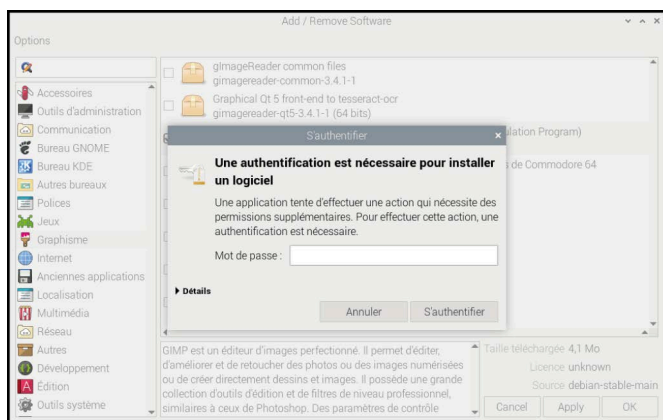 Add / Remove Software
Options
Accessoires
Outils d'administration
Communication
Bureau GNOME
Bureau KDE
Autres bureaux
Polices
Jeux
Graphisme
Internet
Anciennes applications
Localisation
Multimédia
Réseau
Autres
Développement
Édition
Outils système
gImageReader common files
gimagereader-common-3.4.1-1
Graphical Qt 5 front-end to tesseract-ocr
gimagereader-qt5-3.4.1-1 (64 bits)
ulation Program)
s de Commodore 64
S'authentifier
Une authentification est nécessaire pour installer
un logiciel
Une application tente d'effectuer une action qui nécessite des
permissions supplémentaires. Pour effectuer cette action, une
authentification est nécessaire.
Mot de passe :
Détails
Annuler S'authentifier
GIMP est un éditeur d'images perfectionné. Il permet d'éditer,
d'améliorer et de retoucher des photos ou des images numérisées
ou de créer directement dessins et images. Il possède une grande
collection d'outils d'édition et de filtres de niveau professionnel,
similaires à ceux de Photoshop. Des paramètres de contrôle
Taille téléchargée 4,1 Mo
Licence unknown
Source debian-stable-main
Cancel Apply OK